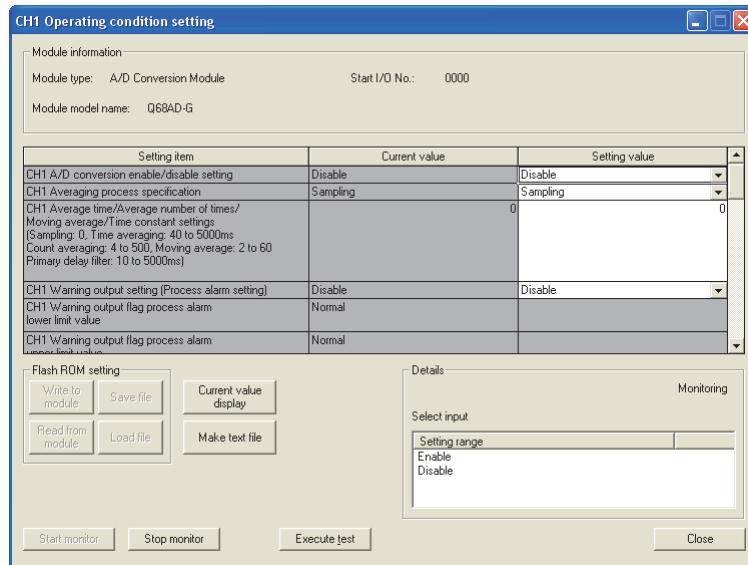 CH1 Operating condition setting
Module information
Module type: A/D Conversion Module Start I/O No.: 0000
Module model name: Q68AD-G
Setting item Current value Setting value
CH1 A/D conversion enable/disable setting Disable Disable
CH1 Averaging process specification Sampling Sampling
CH1 Average time/Average number of times/ 0 0
Moving average/Time constant settings
(Sampling: 0, Time averaging: 40 to 5000ms
Count averaging: 4 to 500, Moving average: 2 to 60
Primary delay filter: 10 to 5000ms)
CH1 Warning output setting (Process alarm setting) Disable Disable
CH1 Warning output flag process alarm Normal
lower limit value
CH1 Warning output flag process alarm Normal
upper limit value
Flash ROM setting
Write to
module
Save file
Current value
display
Read from
module
Load file
Make text file
Details
Monitoring
Select input
Setting range
Enable
Disable
Start monitor Stop monitor Execute test Close